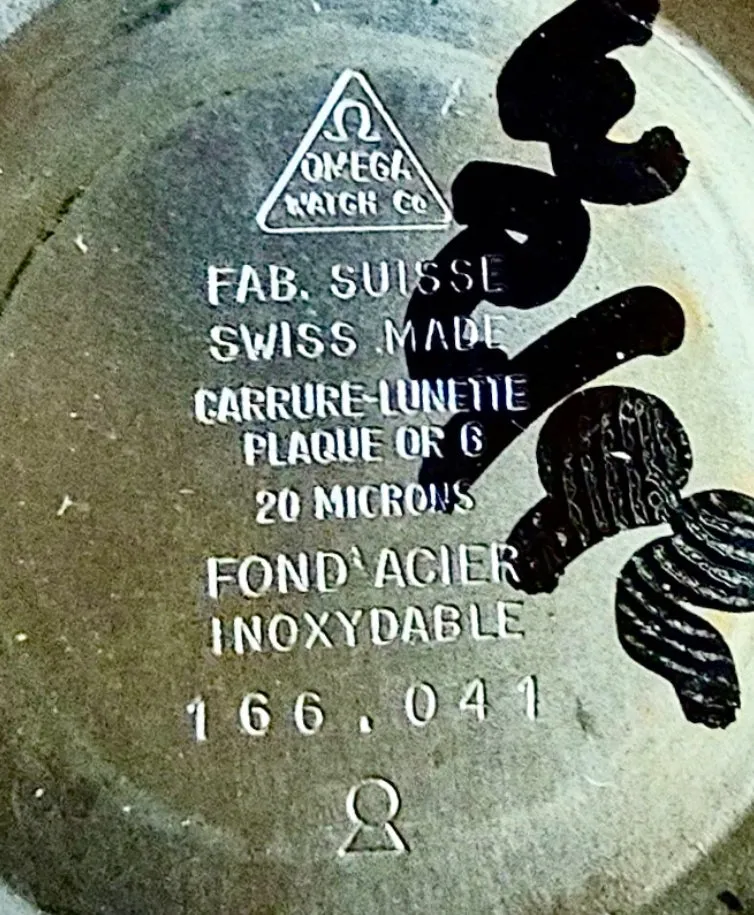 Ω
OMEGA
WATCH Co
FAB. SUISSE
SWISS MADE
CARRURE-LUNETTE
PLAQUE OR G
20 MICRONS
FOND ACIER
INOXYDABLE
166.041